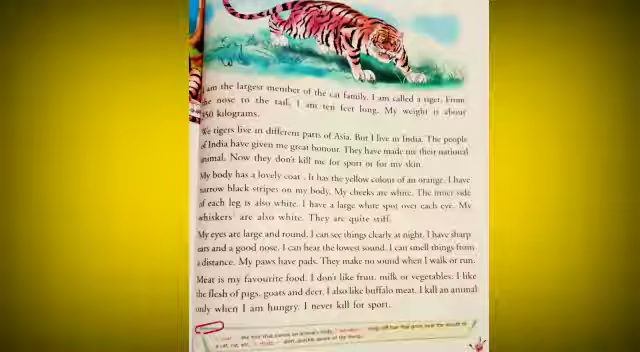 I am the largest member of the cat family. I am called a tiger. From
the nose to the tail, I am ten feet long. My weight is about
150 kilograms.
We tigers live in different parts of Asia. But I live in India. The people
of India have given me great honour. They have made me their national
animal. Now they don't kill me for sport or for my skin.
My body has a lovely coat . It has the yellow colour of an orange. I have
narrow black stripes on my body. My cheeks are white. The inner side
of each leg is also white. I have a large white spot over each eye. My
whiskers are also white. They are quite stiff.
My eyes are large and round. I can see things clearly at night. I have sharp
ears and a good nose. I can hear the lowest sound. I can smell things from
a distance. My paws have pads. They make no sound when I walk or run.
Meat is my favourite food. I don't like fruit, milk or vegetables. I like
the flesh of pigs, goats and deer. I also like buffalo meat. I kill an animal
only when I am hungry. I never kill for sport.